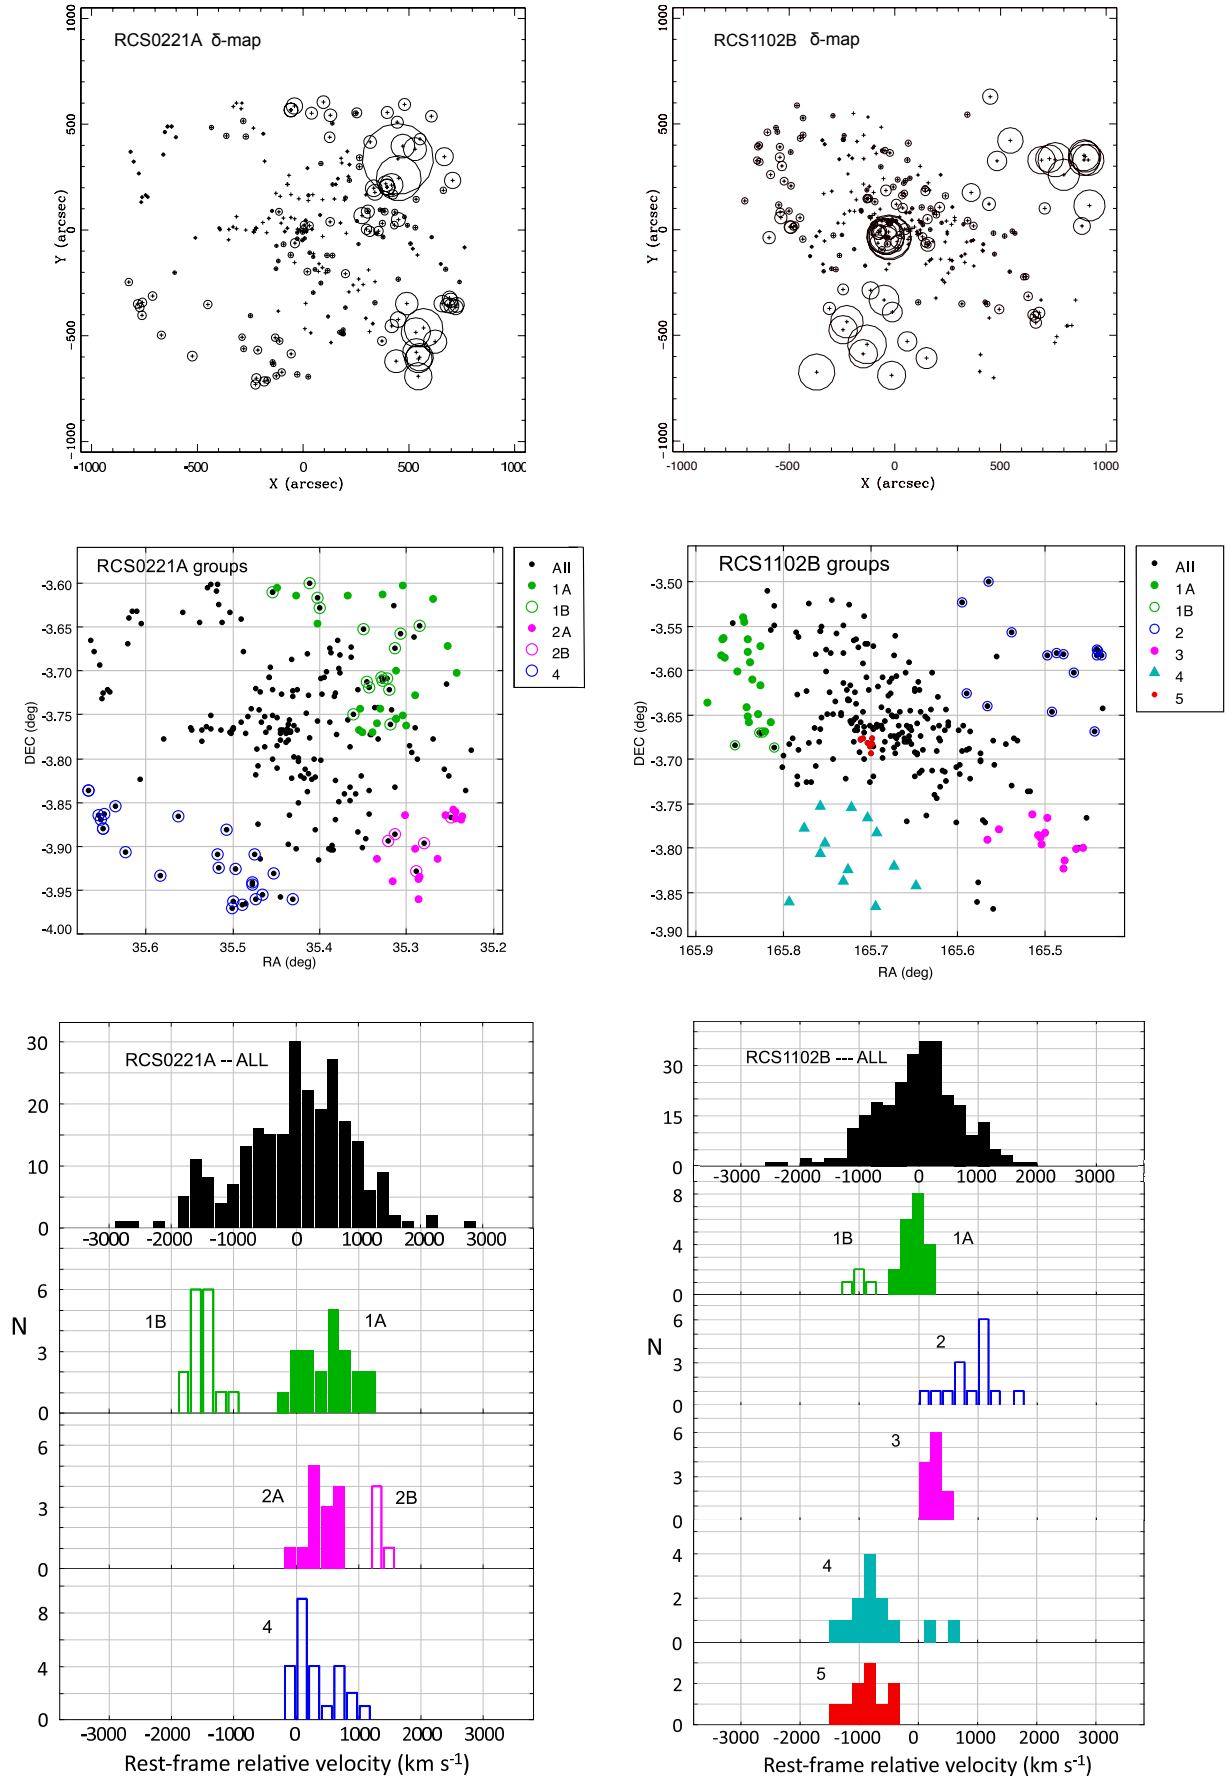 RCS0221A δ-map
1000
500
0
-500
-1000
Y (arcsec)
-1000 -500 0 500 1000
X (arcsec)
RCS1102B δ-map
1000
500
0
-500
-1000
Y (arcsec)
-1000 -500 0 500 1000
X (arcsec)
RCS0221A groups
-3.60
-3.65
-3.70
-3.75
-3.80
-3.85
-3.90
-3.95
-4.00
DEC (deg)
35.6 35.5 35.4 35.3 35.2
RA (deg)
All
1A
1B
2A
2B
4
RCS1102B groups
-3.50
-3.55
-3.60
-3.65
-3.70
-3.75
-3.80
-3.85
-3.90
DEC (deg)
165.9 165.8 165.7 165.6 165.5
RA (deg)
All
1A
1B
2
3
4
5
RCS0221A -- ALL
30
20
10
0
-3000 -2000 -1000 0 1000 2000 3000
6
3
0
1B
1A
N
6
3
0
2A
2B
8
4
0
4
-3000 -2000 -1000 0 1000 2000 3000
Rest-frame relative velocity (km s-1)
RCS1102B --- ALL
30
15
0
-3000 -2000 -1000 0 1000 2000 3000
8
4
0
1B
1A
N
6
3
0
2
6
3
0
3
4
2
0
4
2
0
5
-3000 -2000 -1000 0 1000 2000 3000
Rest-frame relative velocity (km s-1)